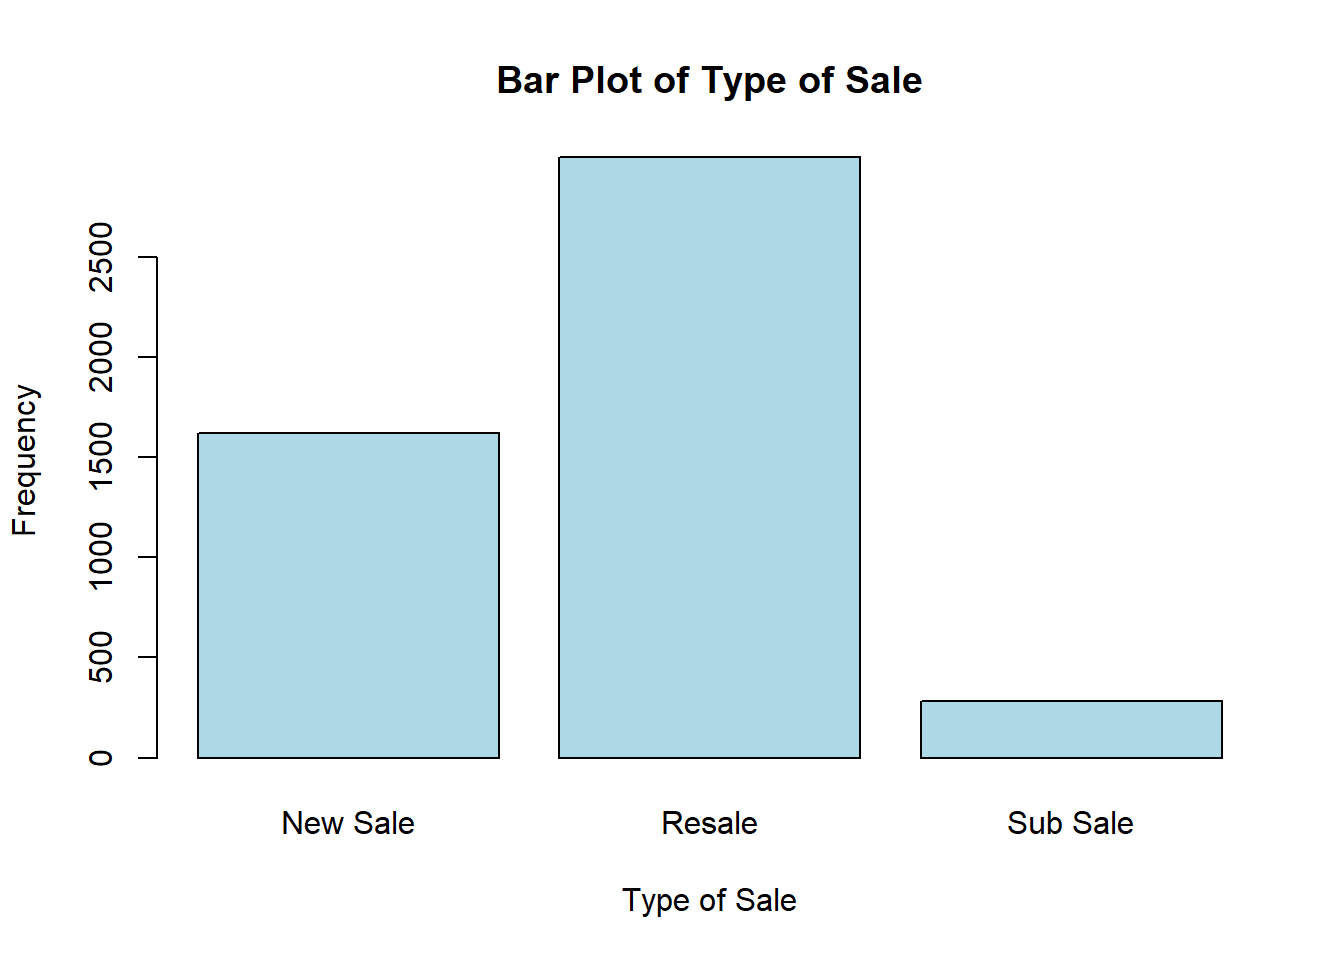 Bar Plot of Type of Sale
Frequency
2500
2000
1500
1000
500
0
New Sale
Resale
Sub Sale
Type of Sale